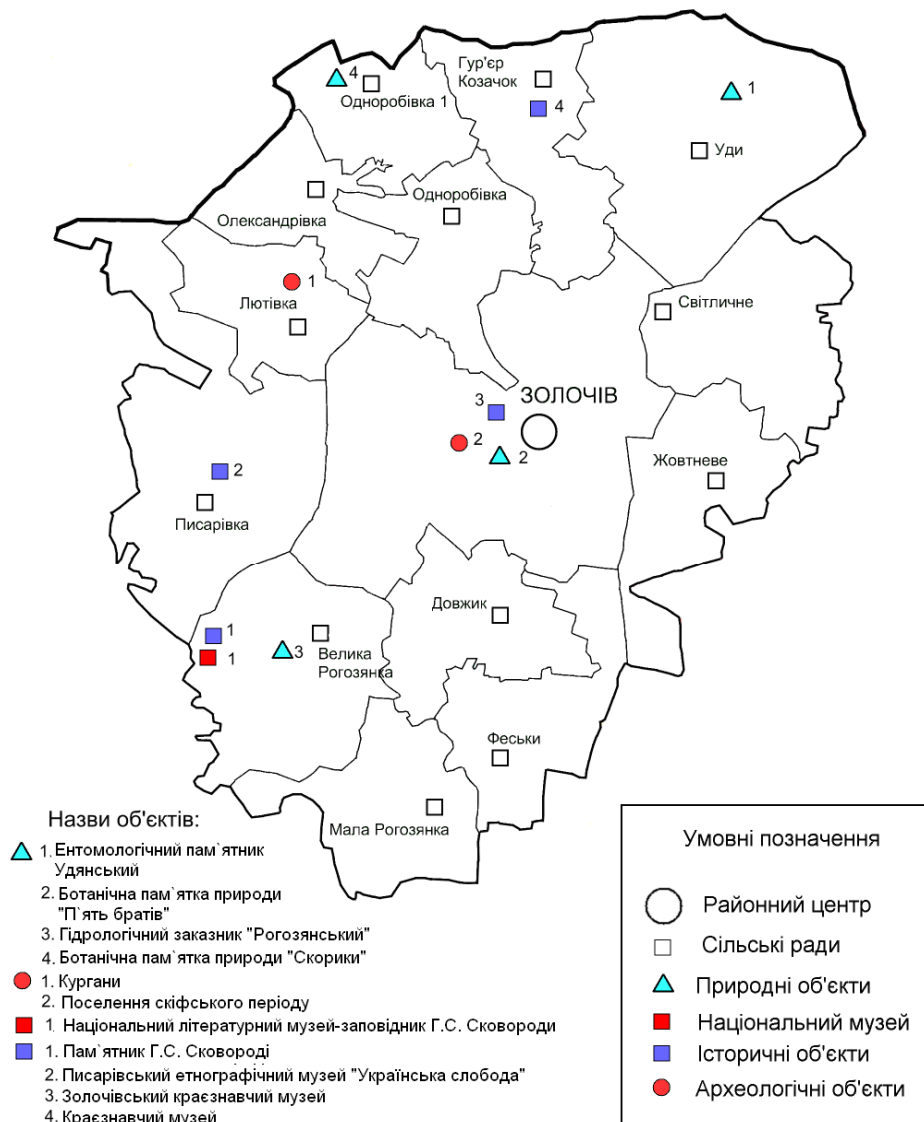 4
Одноробівка 1
Гур'єр
Козачок
4
1
Уди
Олександрівка
Одноробівка
1
Лютівка
Світличне
3
ЗОЛОЧІВ
2
2
Жовтневе
2
Писарівка
Довжик
1
1
3
Велика
Рогозянка
Феськи
Мала Рогозянка
Назви об'єктів:
1. Ентомологічний пам`ятник
Удянський
2. Ботанічна пам`ятка природи
"П`ять братів"
3. Гідрологічний заказник "Рогозянський"
4. Ботанічна пам`ятка природи "Скорики"
1. Кургани
2. Поселення скіфського періоду
1. Національний літературний музей-заповідник Г.С. Сковороди
1. Пам`ятник Г.С. Сковороді
2. Писарівський етнографічний музей "Українська слобода"
3. Золочівський краєзнавчий музей
4. Краєзнавчий музей
Умовні позначення
Районний центр
Сільські ради
Природні об'єкти
Національний музей
Історичні об'єкти
Археологічні об'єкти